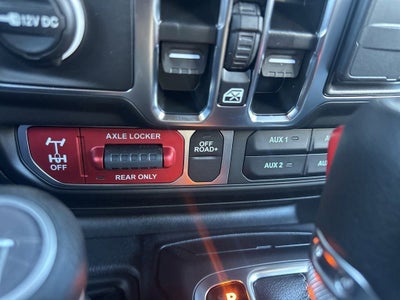 12V DC
AXLE LOCKER
OFF
REAR ONLY
OFF
ROAD+
AUX 1
AUX 2
P